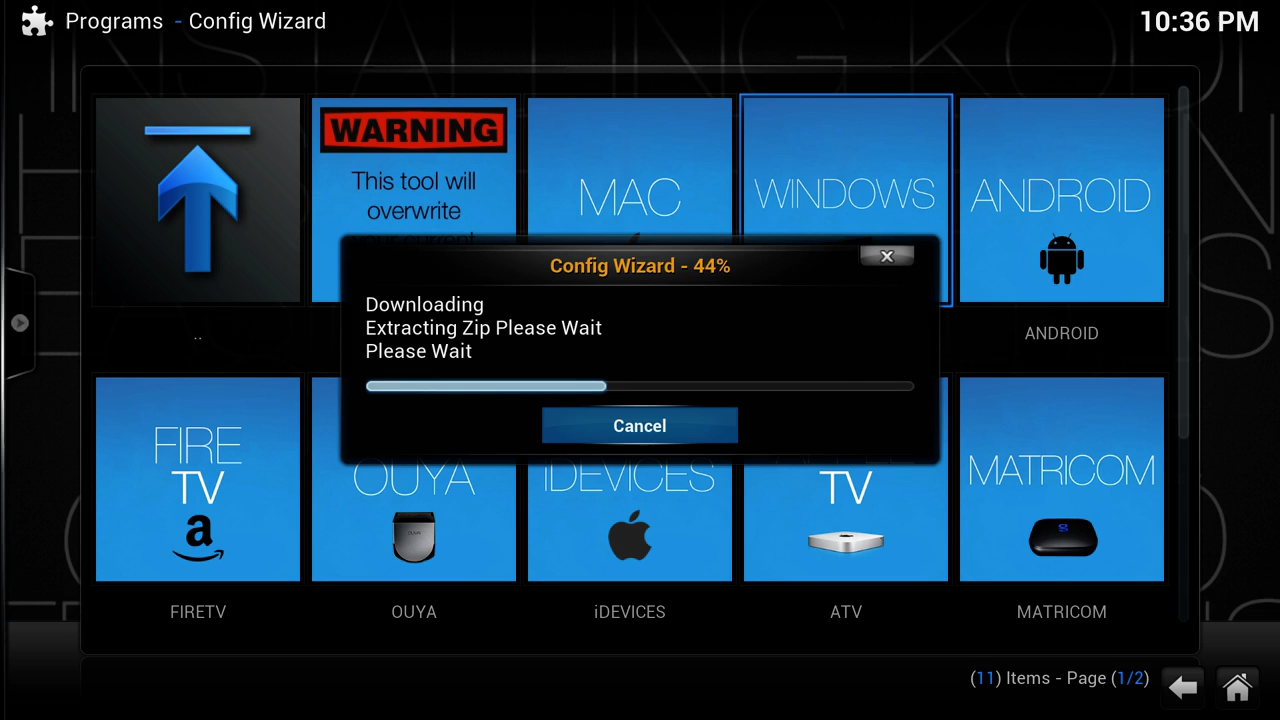 Programs - Config Wizard
10:36 PM
WARNING
This tool will
overwrite
your current
MAC
WINDOWS
ANDROID
Config Wizard - 44%
Downloading
Extracting Zip Please Wait
Please Wait
Cancel
..
ANDROID
FIRE
TV
a
OUYA
iDEVICES
TV
MATRICOM
FIRETV
OUYA
iDEVICES
ATV
MATRICOM
(11) Items - Page (1/2)